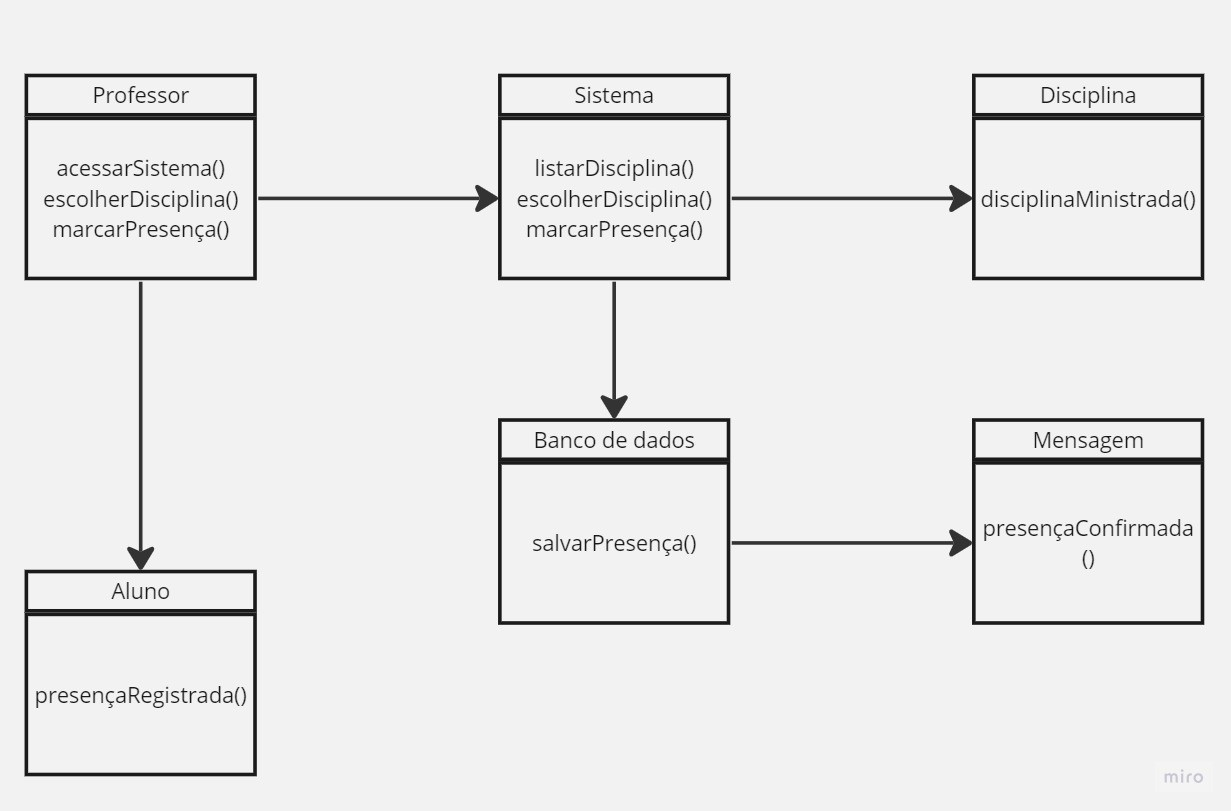 Professor
acessarSistema()
escolherDisciplina()
marcarPresença()
Sistema
listarDisciplina()
escolherDisciplina()
marcarPresença()
Disciplina
disciplinaMinistrada()
Banco de dados
salvarPresença()
Mensagem
presençaConfirmada
()
Aluno
presençaRegistrada()
miro